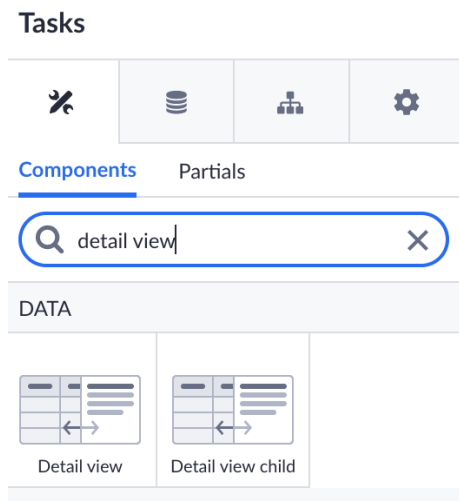 Tasks
Components Partials
detail view
DATA
Detail view Detail view child